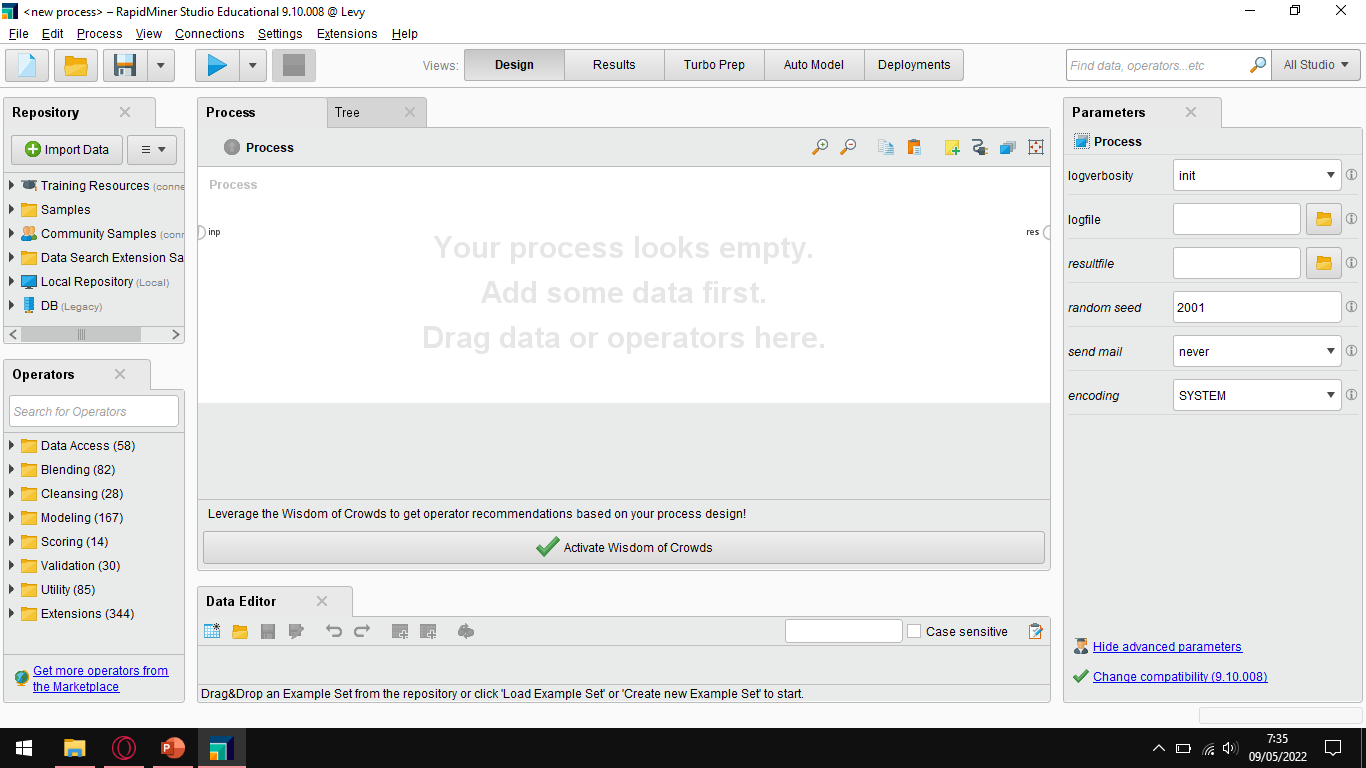 <new process> – RapidMiner Studio Educational 9.10.008 @ Levy
File Edit Process View Connections Settings Extensions Help
Views: Design Results Turbo Prep Auto Model Deployments Find data, operators...etc All Studio
Repository
Import Data
Training Resources (conne
Samples
Community Samples (conn
Data Search Extension Sa
Local Repository (Local)
DB (Legacy)
Operators
Search for Operators
Data Access (58)
Blending (82)
Cleansing (28)
Modeling (167)
Scoring (14)
Validation (30)
Utility (85)
Extensions (344)
Get more operators from
the Marketplace
Process Tree
Process
Process
inp res
Your process looks empty.
Add some data first.
Drag data or operators here.
Leverage the Wisdom of Crowds to get operator recommendations based on your process design!
Activate Wisdom of Crowds
Data Editor
Case sensitive
Drag&Drop an Example Set from the repository or click 'Load Example Set' or 'Create new Example Set' to start.
Parameters
Process
logverbosity init
logfile
resultfile
random seed 2001
send mail never
encoding SYSTEM
Hide advanced parameters
Change compatibility (9.10.008)
7:35
09/05/2022